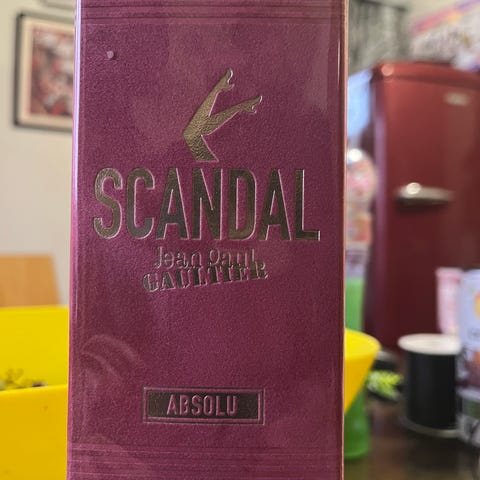 SCANDAL
Jean Paul
GAULTIER
ABSOLU